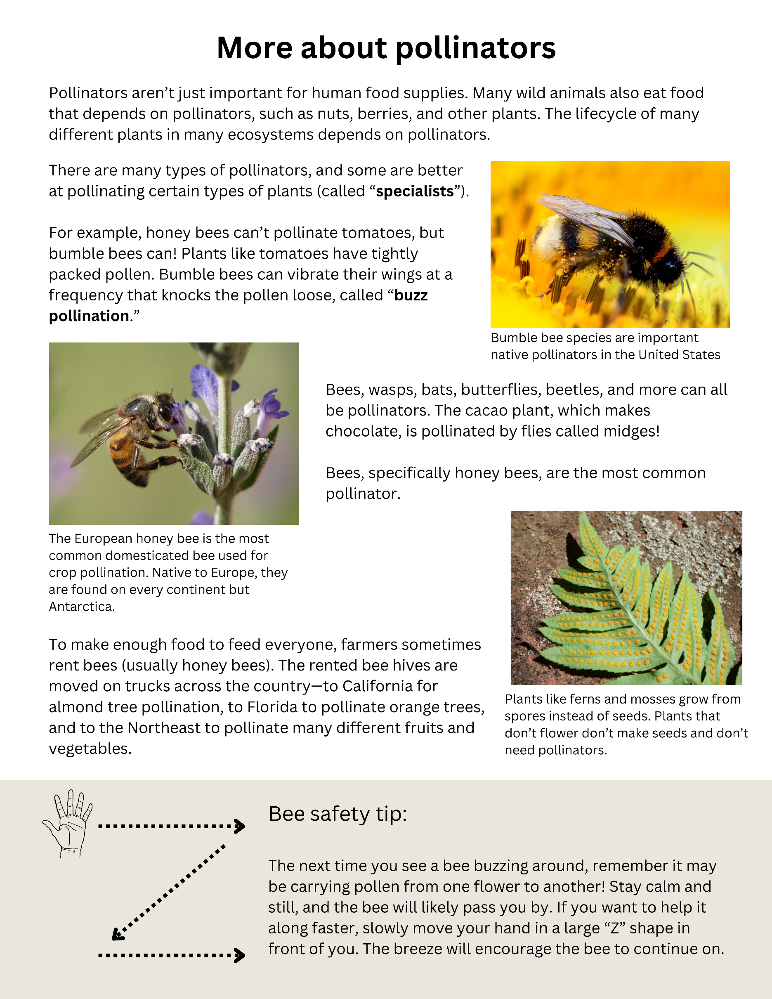 More about pollinators
Pollinators aren’t just important for human food supplies. Many wild animals also eat food
that depends on pollinators, such as nuts, berries, and other plants. The lifecycle of many
different plants in many ecosystems depends on pollinators.
There are many types of pollinators, and some are better
at pollinating certain types of plants (called “specialists”).
For example, honey bees can’t pollinate tomatoes, but
bumble bees can! Plants like tomatoes have tightly
packed pollen. Bumble bees can vibrate their wings at a
frequency that knocks the pollen loose, called “buzz
pollination.”
Bumble bee species are important
native pollinators in the United States
Bees, wasps, bats, butterflies, beetles, and more can all
be pollinators. The cacao plant, which makes
chocolate, is pollinated by flies called midges!
Bees, specifically honey bees, are the most common
pollinator.
The European honey bee is the most
common domesticated bee used for
crop pollination. Native to Europe, they
are found on every continent but
Antarctica.
To make enough food to feed everyone, farmers sometimes
rent bees (usually honey bees). The rented bee hives are
moved on trucks across the country—to California for
almond tree pollination, to Florida to pollinate orange trees,
and to the Northeast to pollinate many different fruits and
vegetables.
Plants like ferns and mosses grow from
spores instead of seeds. Plants that
don’t flower don’t make seeds and don’t
need pollinators.
Bee safety tip:
The next time you see a bee buzzing around, remember it may
be carrying pollen from one flower to another! Stay calm and
still, and the bee will likely pass you by. If you want to help it
along faster, slowly move your hand in a large “Z” shape in
front of you. The breeze will encourage the bee to continue on.